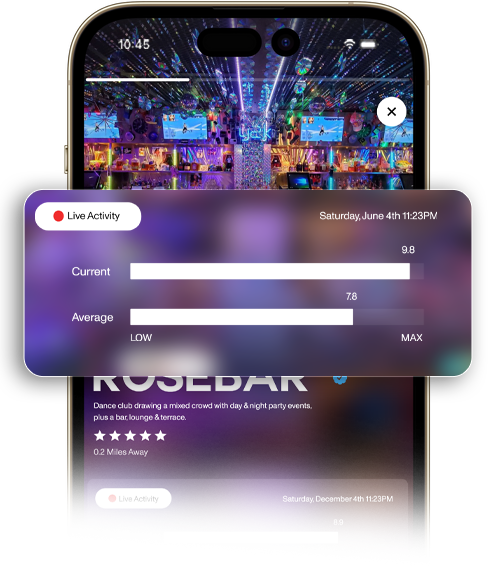 10:45
Live Activity
Saturday, June 4th 11:23PM
9.8
Current
7.8
Average
LOW
MAX
ROSEBAR
Dance club drawing a mixed crowd with day & night party events,
plus a bar, lounge & terrace.
0.2 Miles Away
Live Activity
Saturday, December 4th 11:23PM
9.8